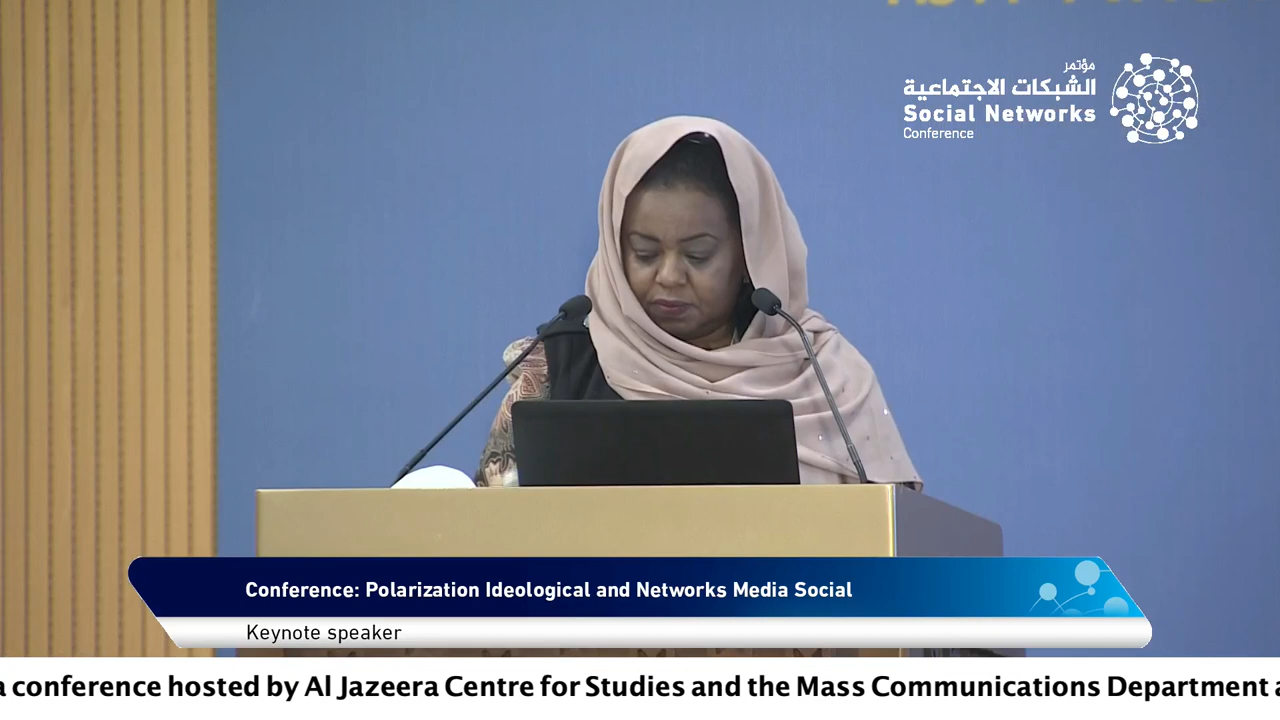 مؤتمر
الشبكات الاجتماعية
Social Networks
Conference
Conference: Polarization Ideological and Networks Media Social
Keynote speaker
a conference hosted by Al Jazeera Centre for Studies and the Mass Communications Department a